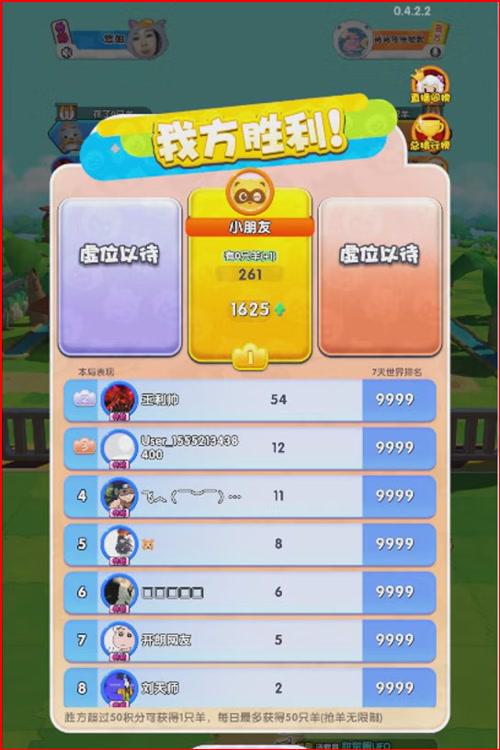 0.4.2.2
直播间榜
总排行榜
我方胜利!
虚位以待
小朋友
虚位以待
261
1625+
1
本局表现
7天世界排名
2
王利帅
54
9999
3
User_1555213438
400
12
9999
4
11
9999
5
8
9999
6
□□□□□
6
9999
7
开朗网友
5
9999
8
刘天师
2
9999
胜方超过50积分可获得1只羊，每日最多获得50只羊(抢羊无限制)